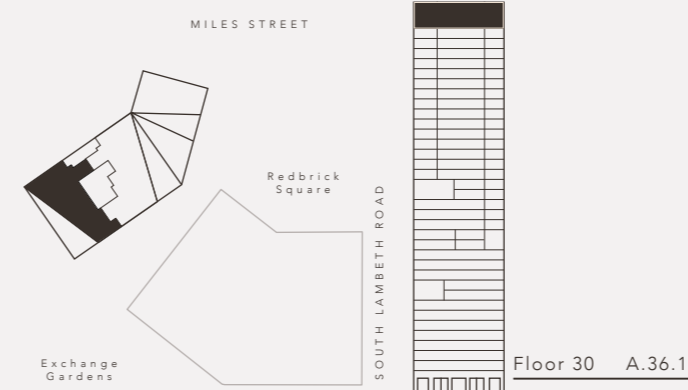 MILES STREET
Redbrick
Square
SOUTH LAMBETH ROAD
Exchange
Gardens
Floor 30 A.36.1